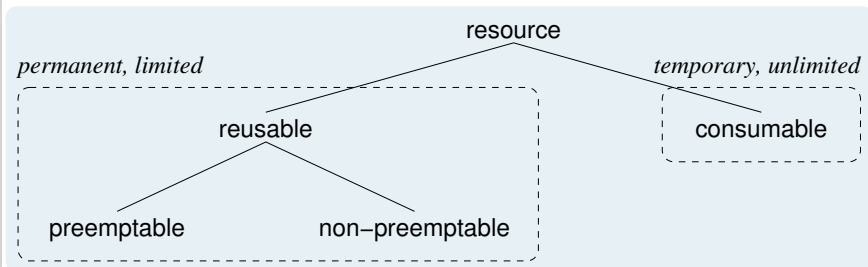 resource
permanent, limited
temporary, unlimited
reusable
consumable
preemptable
non−preemptable